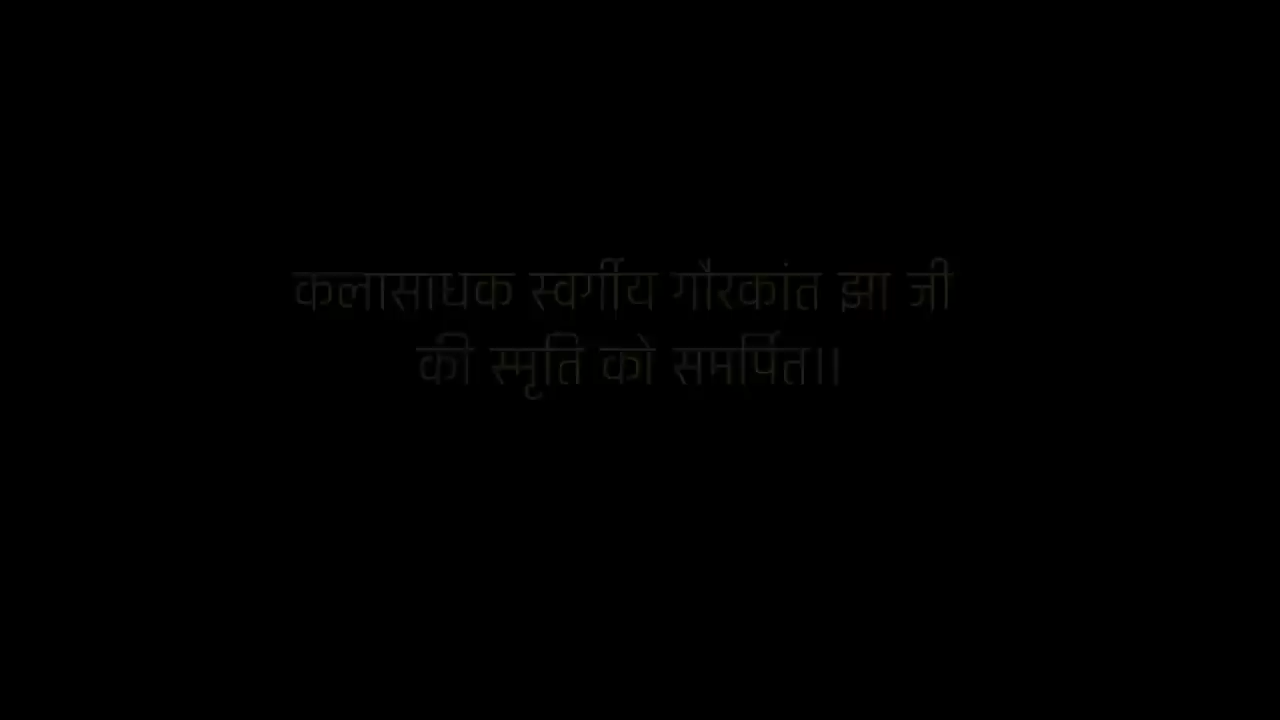 कलासाधक स्वर्गीय गौरकांत झा जी
की स्मृति को समर्पित।।